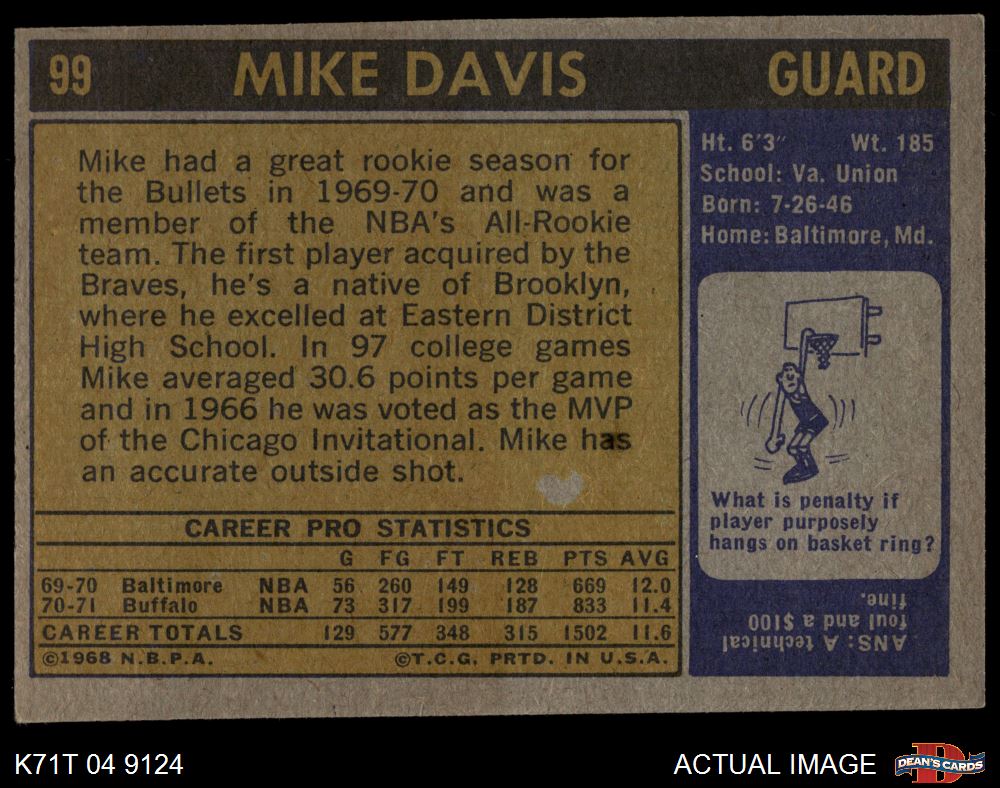 99 MIKE DAVIS GUARD
Mike had a great rookie season for
the Bullets in 1969-70 and was a
member of the NBA's All-Rookie
team. The first player acquired by the
Braves, he's a native of Brooklyn,
where he excelled at Eastern District
High School. In 97 college games
Mike averaged 30.6 points per game
and in 1966 he was voted as the MVP
of the Chicago Invitational. Mike has
an accurate outside shot.
CAREER PRO STATISTICS
G FG FT REB PTS AVG
69-70 Baltimore NBA 56 260 149 128 669 12.0
70-71 Buffalo NBA 73 317 199 187 833 11.4
CAREER TOTALS 129 577 348 315 1502 11.6
©1968 N.B.P.A. ©T.C.G. PRTD. IN U.S.A.
Ht. 6'3" Wt. 185
School: Va. Union
Born: 7-26-46
Home: Baltimore, Md.
What is penalty if
player purposely
hangs on basket ring?
ANS: A technical
foul and a $100
fine.
K71T 04 9124 ACTUAL IMAGE
D
DEAN'S CARDS